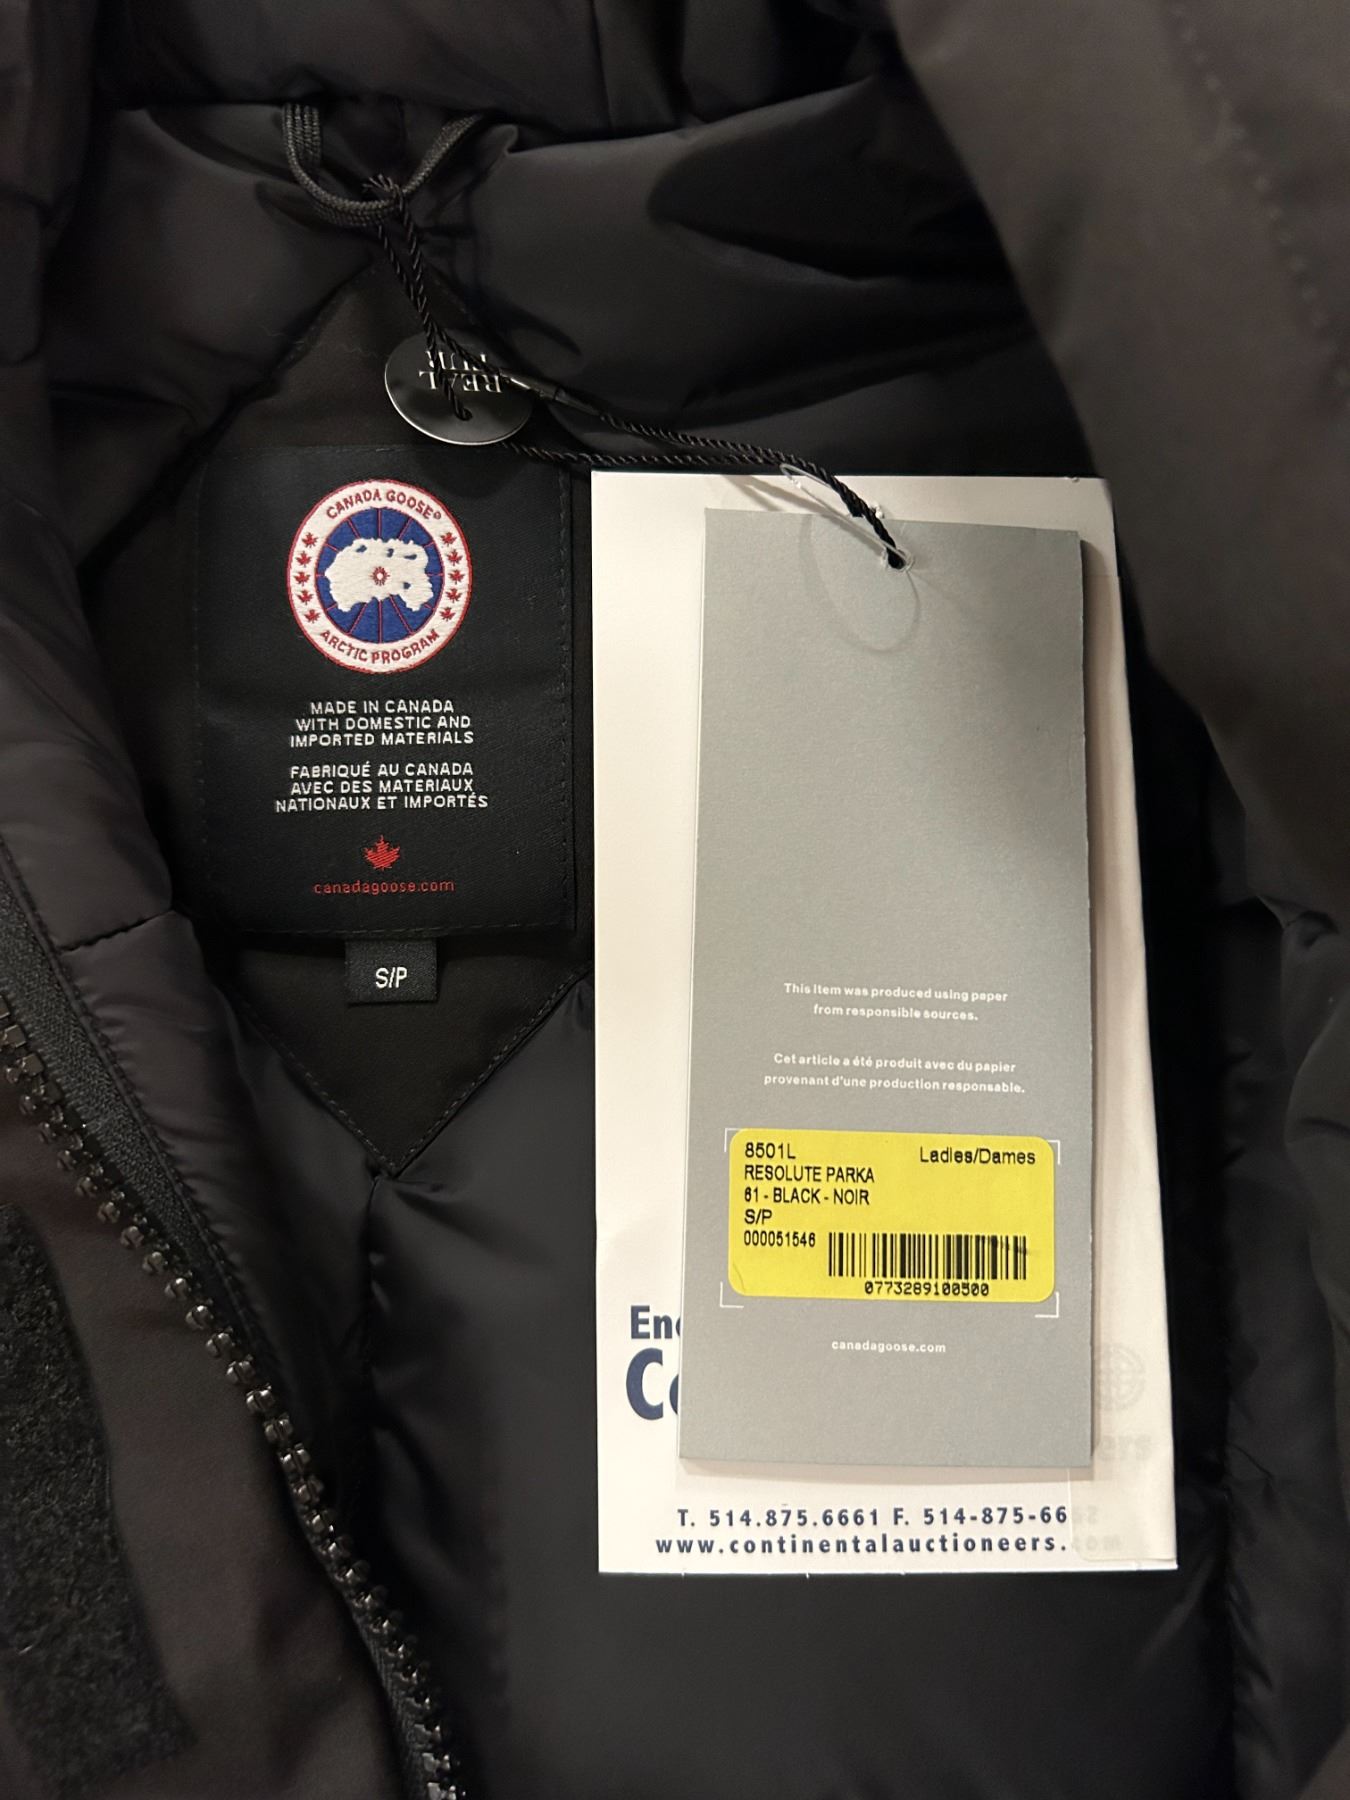 REAL
FUR
CANADA GOOSE®
ARCTIC PROGRAM
MADE IN CANADA
WITH DOMESTIC AND
IMPORTED MATERIALS
FABRIQUÉ AU CANADA
AVEC DES MATERIAUX
NATIONAUX ET IMPORTÉS
canadagoose.com
S/P
This item was produced using paper
from responsible sources.
Cet article a été produit avec du papier
provenant d'une production responsable.
8501L Ladies/Dames
RESOLUTE PARKA
61 - BLACK - NOIR
S/P
000051546
0773289100500
canadagoose.com
T. 514.875.6661 F. 514-875-66
www.continentalauctioneers.